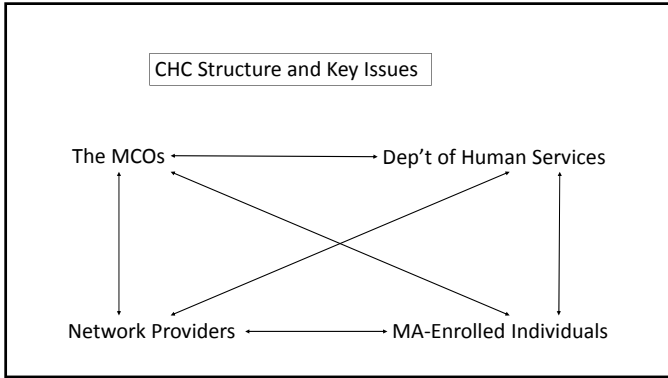 CHC Structure and Key Issues
The MCOs
Dep’t of Human Services
Network Providers
MA-Enrolled Individuals